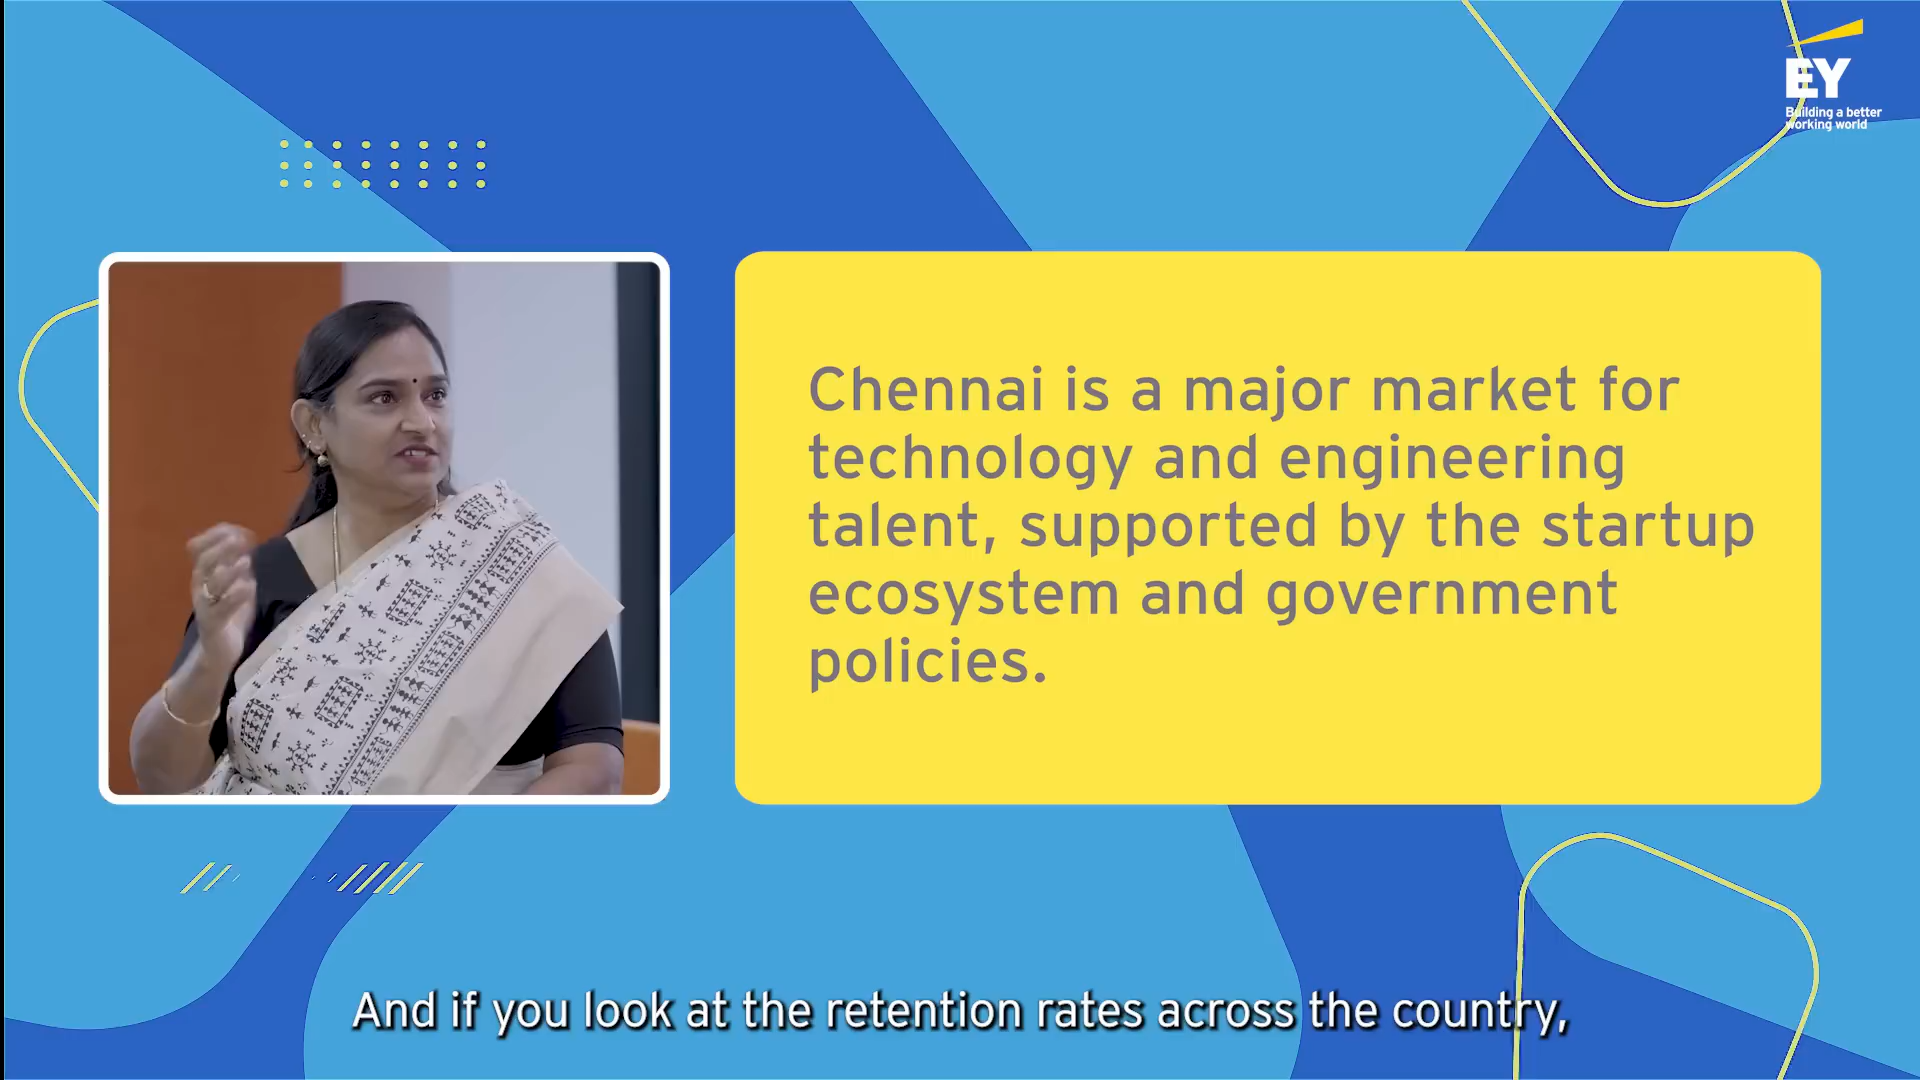 EY
Building a better
working world
Chennai is a major market for
technology and engineering
talent, supported by the startup
ecosystem and government
policies.
And if you look at the retention rates across the country,